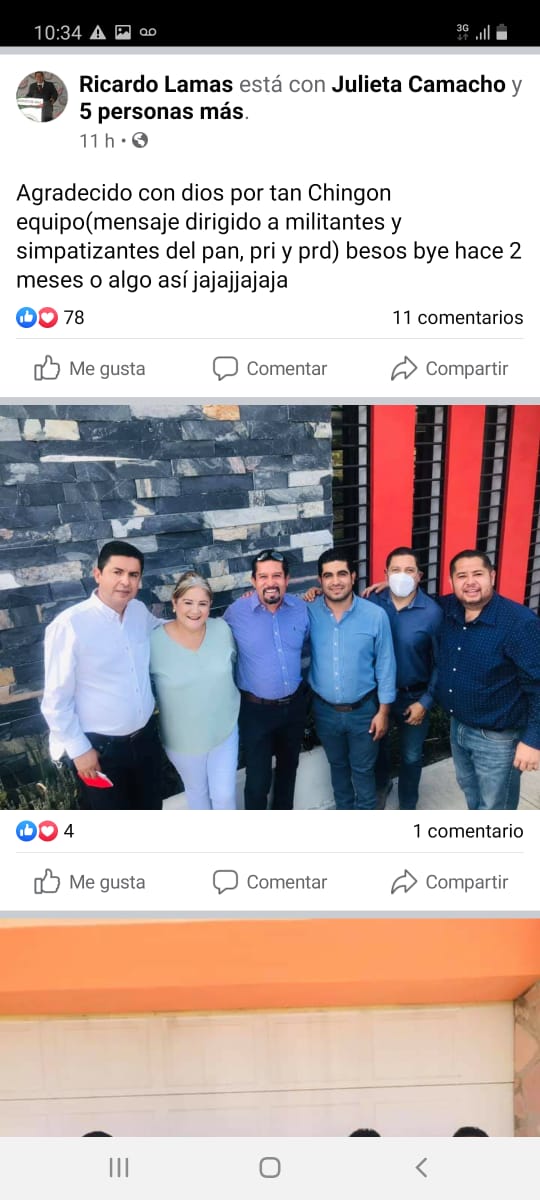 10:34
3G
Ricardo Lamas está con Julieta Camacho y
5 personas más.
11 h
Agradecido con dios por tan Chingon
equipo(mensaje dirigido a militantes y
simpatizantes del pan, pri y prd) besos bye hace 2
meses o algo así jajajjajaja
78 11 comentarios
Me gusta Comentar Compartir
4 1 comentario
Me gusta Comentar Compartir